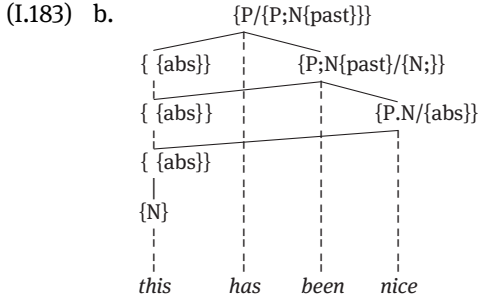 (I.183) b. {P/{P;N{past}}}
{ {abs}} {P;N{past}/{N;}}
{ {abs}} {P.N/{abs}}
{ {abs}}
{N}
this has been nice